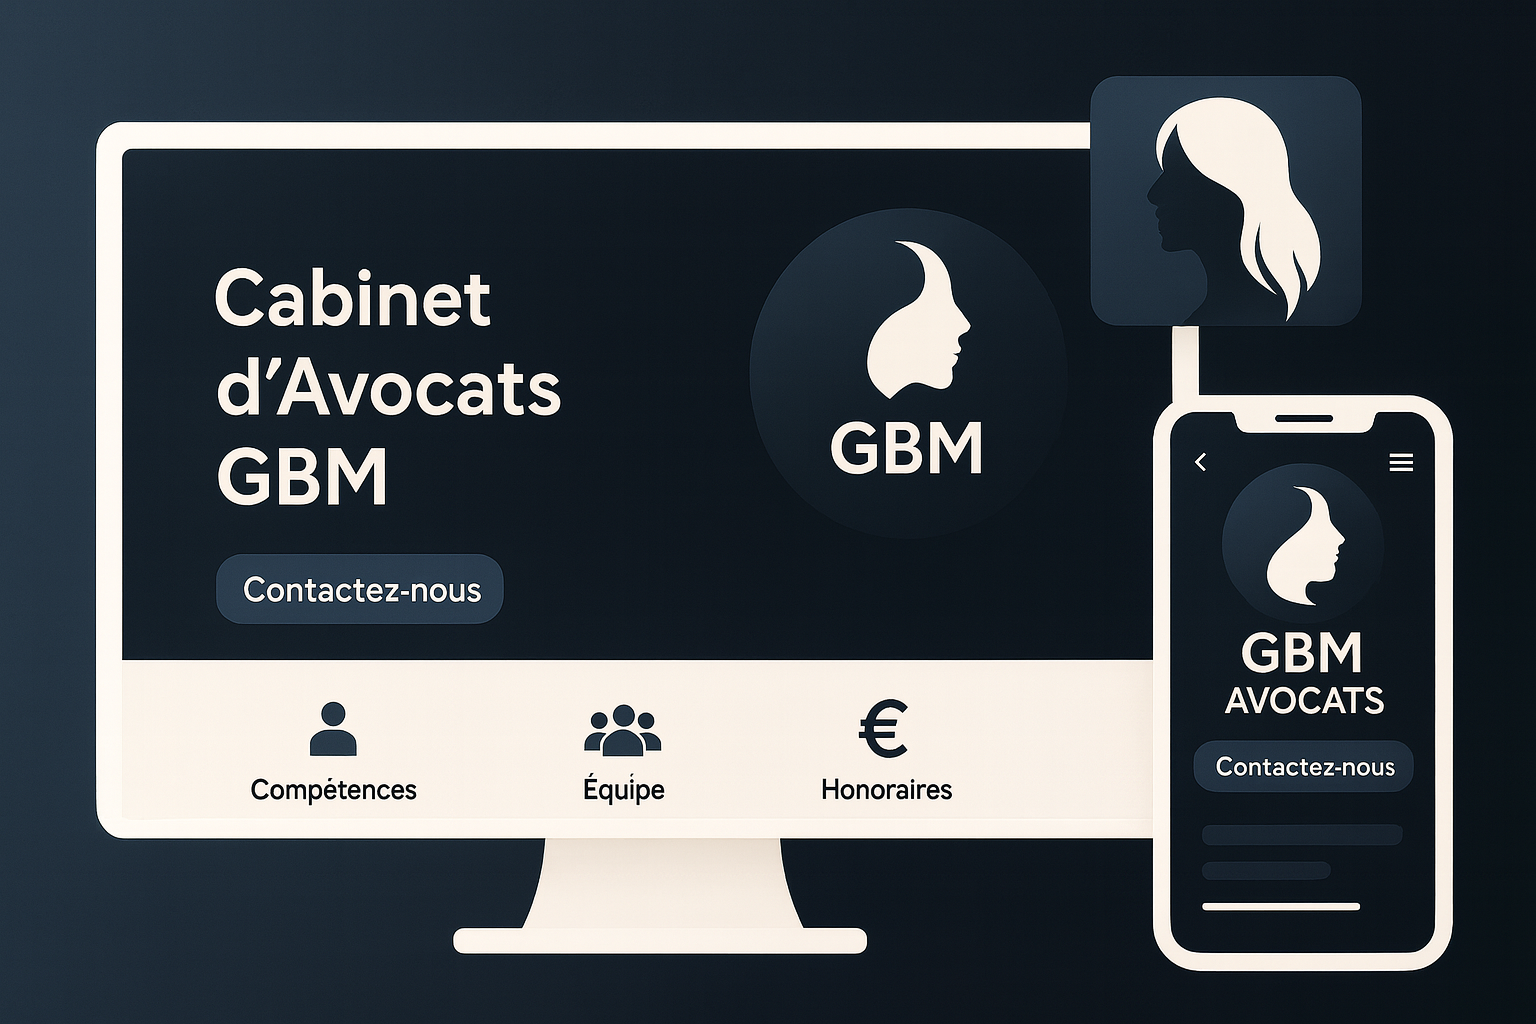 Cabinet
d’Avocats
GBM
Contactez-nous
GBM
Compétences
Équipe
€
Honoraires
GBM
AVOCATS
Contactez-nous